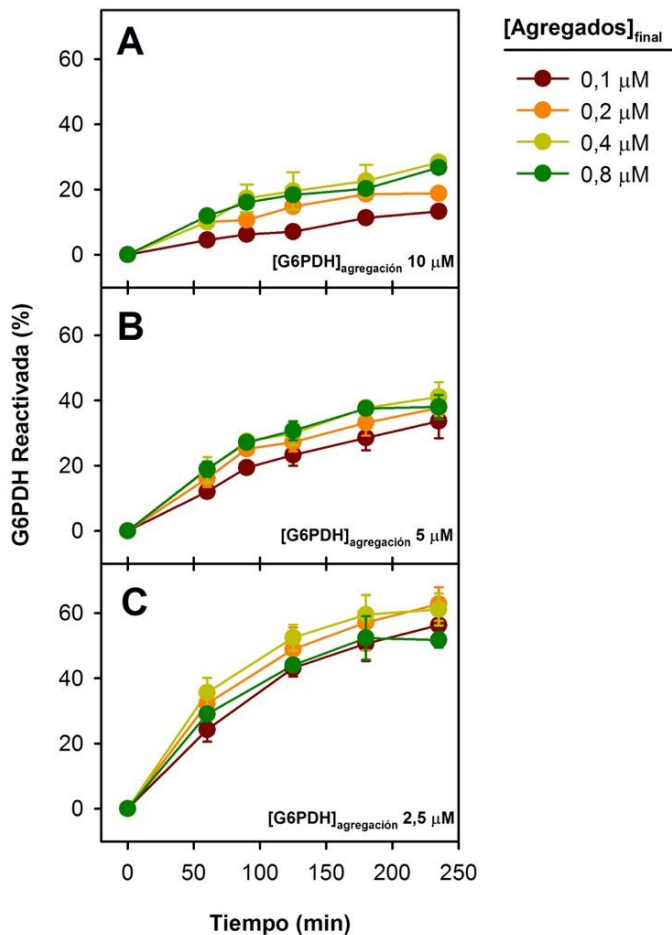 [Agregados]final
0,1 µM
0,2 µM
0,4 µM
0,8 µM
G6PDH Reactivada (%)
A
60
40
20
0
[G6PDH]agregación 10 µM
B
60
40
20
0
[G6PDH]agregación 5 µM
C
60
40
20
0
[G6PDH]agregación 2,5 µM
0 50 100 150 200 250
Tiempo (min)